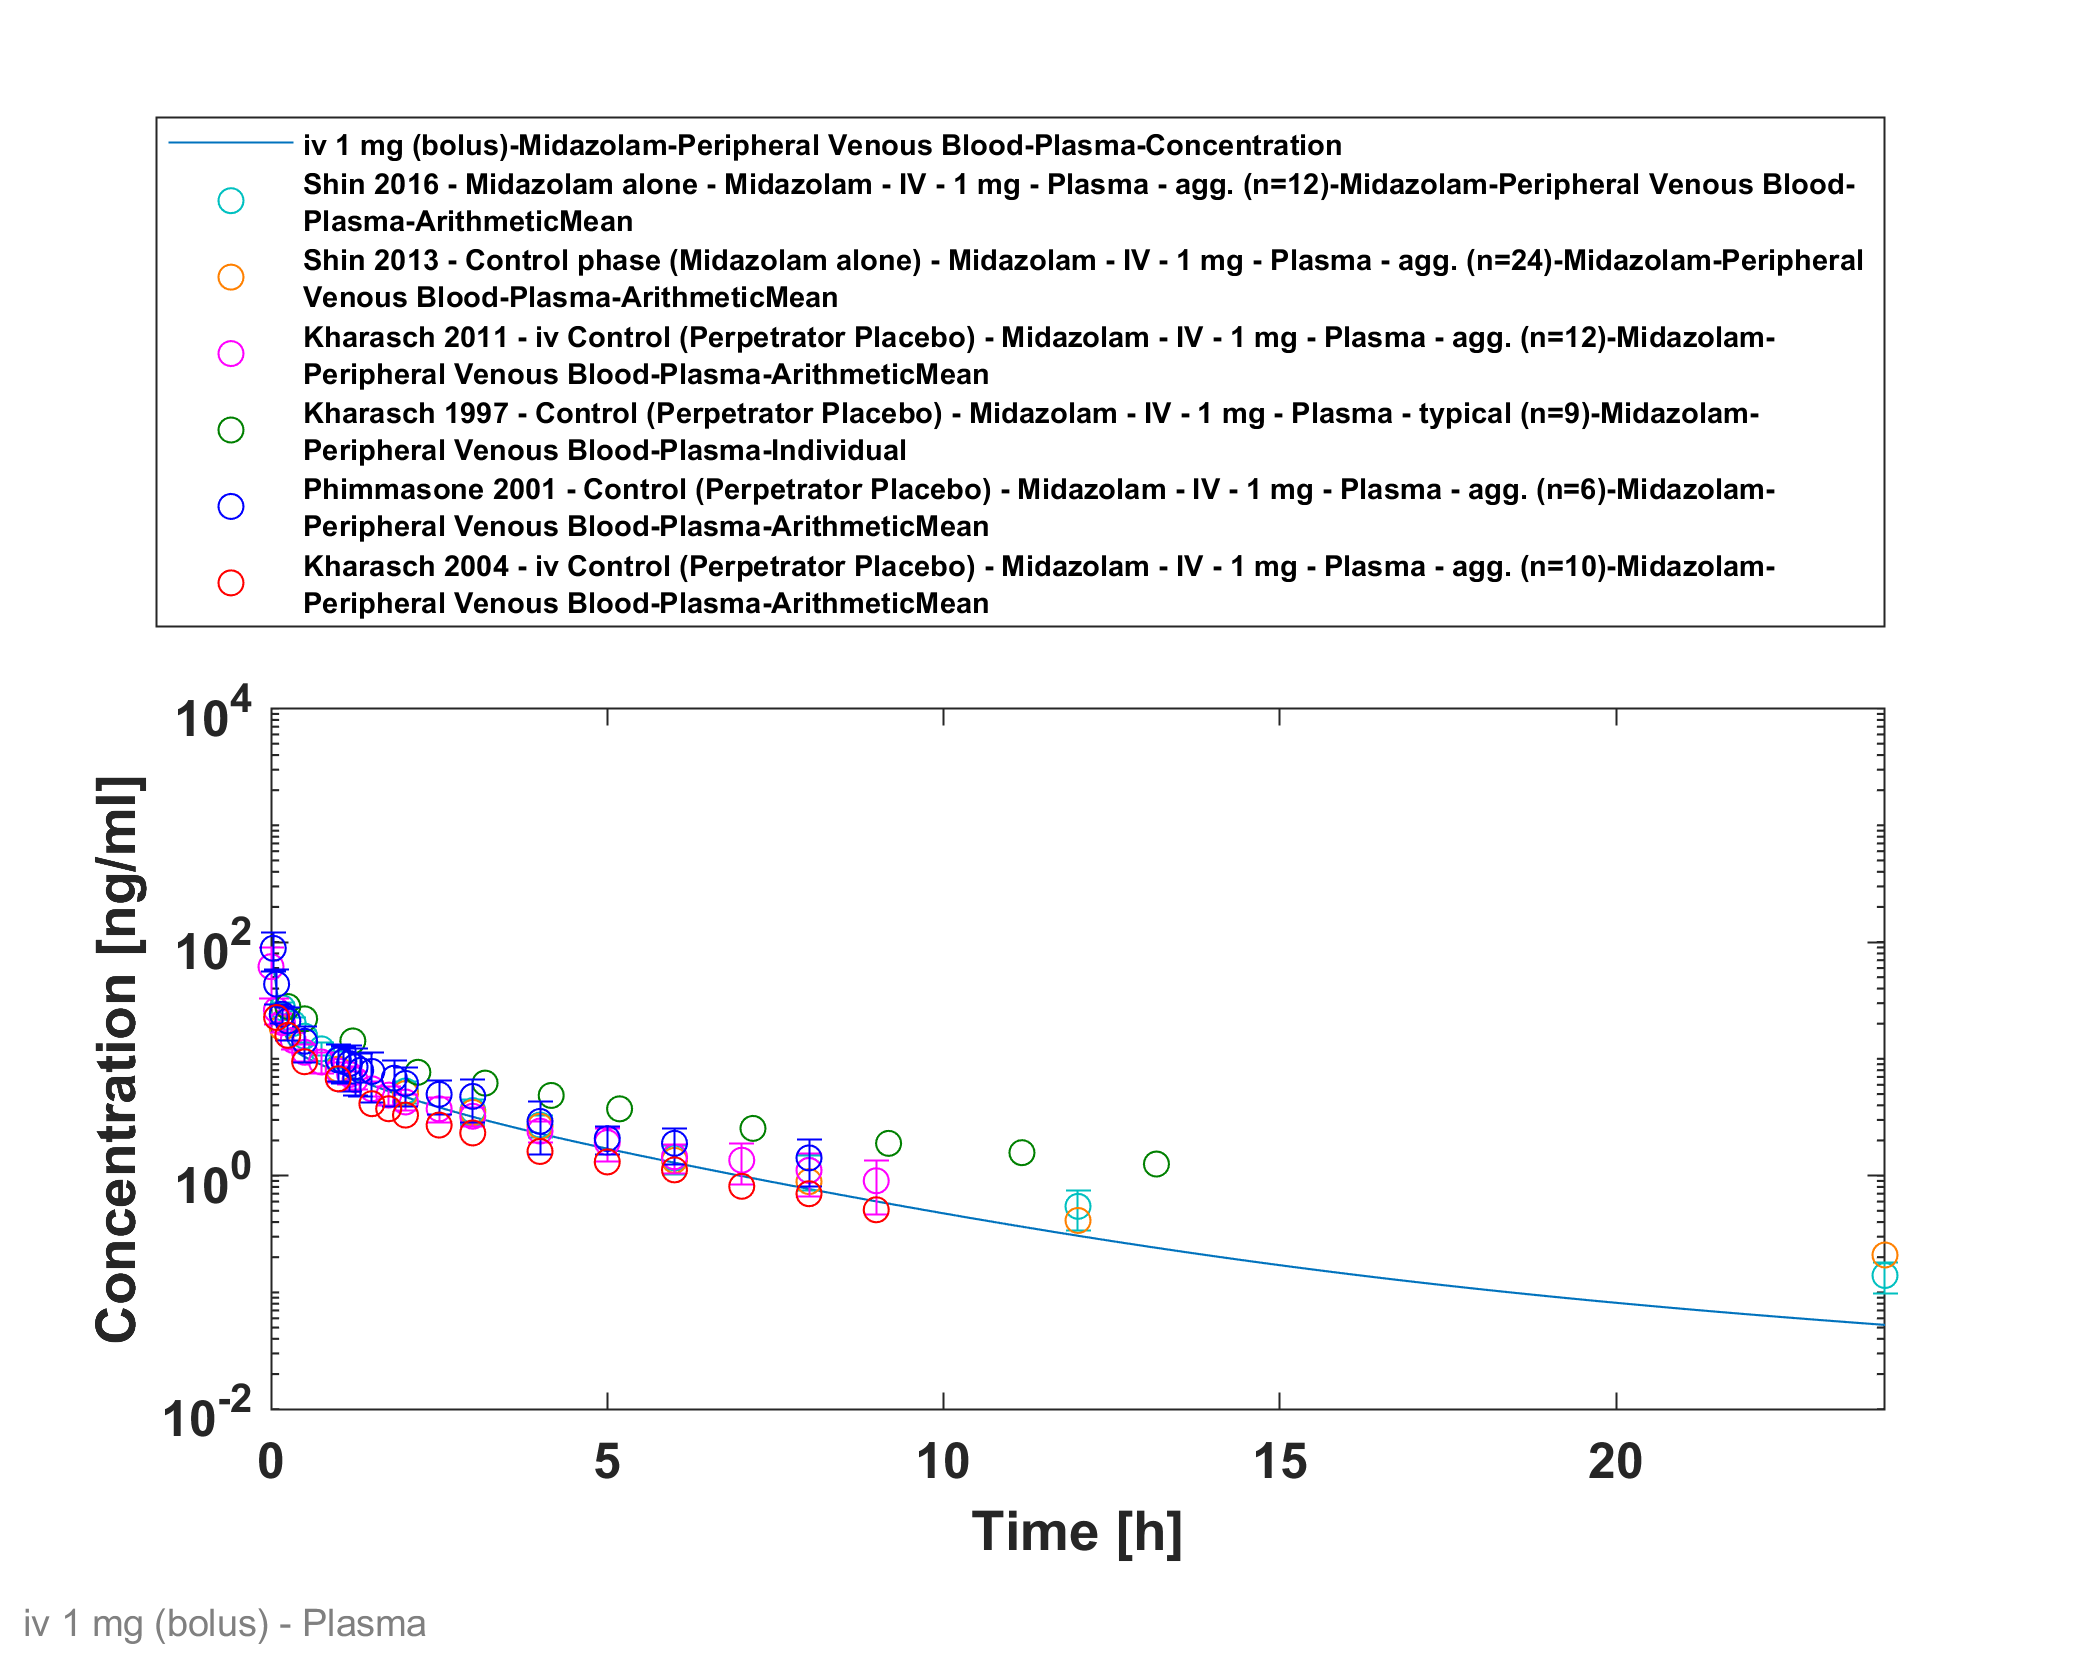 iv 1 mg (bolus)-Midazolam-Peripheral Venous Blood-Plasma-Concentration
Shin 2016 - Midazolam alone - Midazolam - IV - 1 mg - Plasma - agg. (n=12)-Midazolam-Peripheral Venous Blood-
Plasma-ArithmeticMean
Shin 2013 - Control phase (Midazolam alone) - Midazolam - IV - 1 mg - Plasma - agg. (n=24)-Midazolam-Peripheral
Venous Blood-Plasma-ArithmeticMean
Kharasch 2011 - iv Control (Perpetrator Placebo) - Midazolam - IV - 1 mg - Plasma - agg. (n=12)-Midazolam-
Peripheral Venous Blood-Plasma-ArithmeticMean
Kharasch 1997 - Control (Perpetrator Placebo) - Midazolam - IV - 1 mg - Plasma - typical (n=9)-Midazolam-
Peripheral Venous Blood-Plasma-Individual
Phimmasone 2001 - Control (Perpetrator Placebo) - Midazolam - IV - 1 mg - Plasma - agg. (n=6)-Midazolam-
Peripheral Venous Blood-Plasma-ArithmeticMean
Kharasch 2004 - iv Control (Perpetrator Placebo) - Midazolam - IV - 1 mg - Plasma - agg. (n=10)-Midazolam-
Peripheral Venous Blood-Plasma-ArithmeticMean
10^4
10^2
10^0
10^-2
Concentration [ng/ml]
0 5 10 15 20
Time [h]
iv 1 mg (bolus) - Plasma